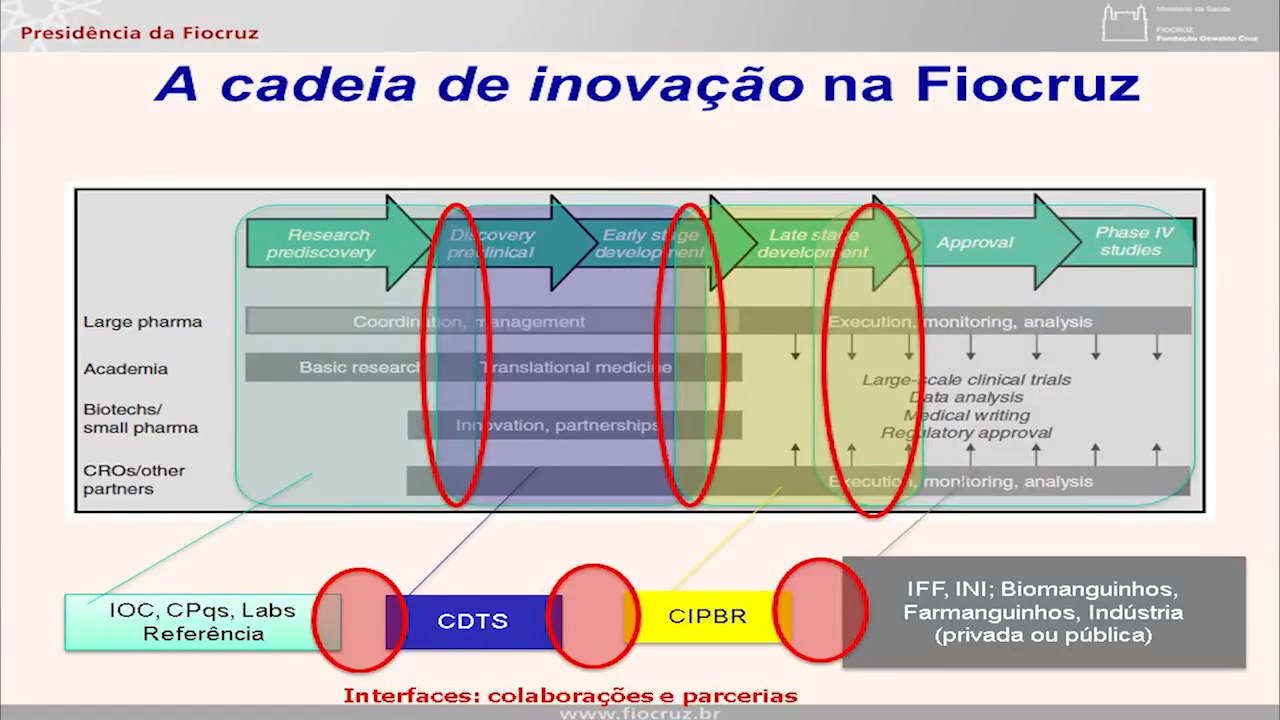 Presidência da Fiocruz
Ministério da Saúde
FIOCRUZ
Fundação Oswaldo Cruz
A cadeia de inovação na Fiocruz
Research
prediscovery
Discovery
preclinical
Early stage
development
Late stage
development
Approval
Phase IV
studies
Large pharma
Coordination, management
Execution, monitoring, analysis
Academia
Basic research
Translational medicine
Large-scale clinical trials
Data analysis
Medical writing
Regulatory approval
Biotechs/
small pharma
Innovation, partnerships
CROs/other
partners
Execution, monitoring, analysis
IOC, CPqs, Labs
Referência
CDTS
CIPBR
IFF, INI; Biomanguinhos,
Farmanguinhos, Indústria
(privada ou pública)
Interfaces: colaborações e parcerias
www.fiocruz.br